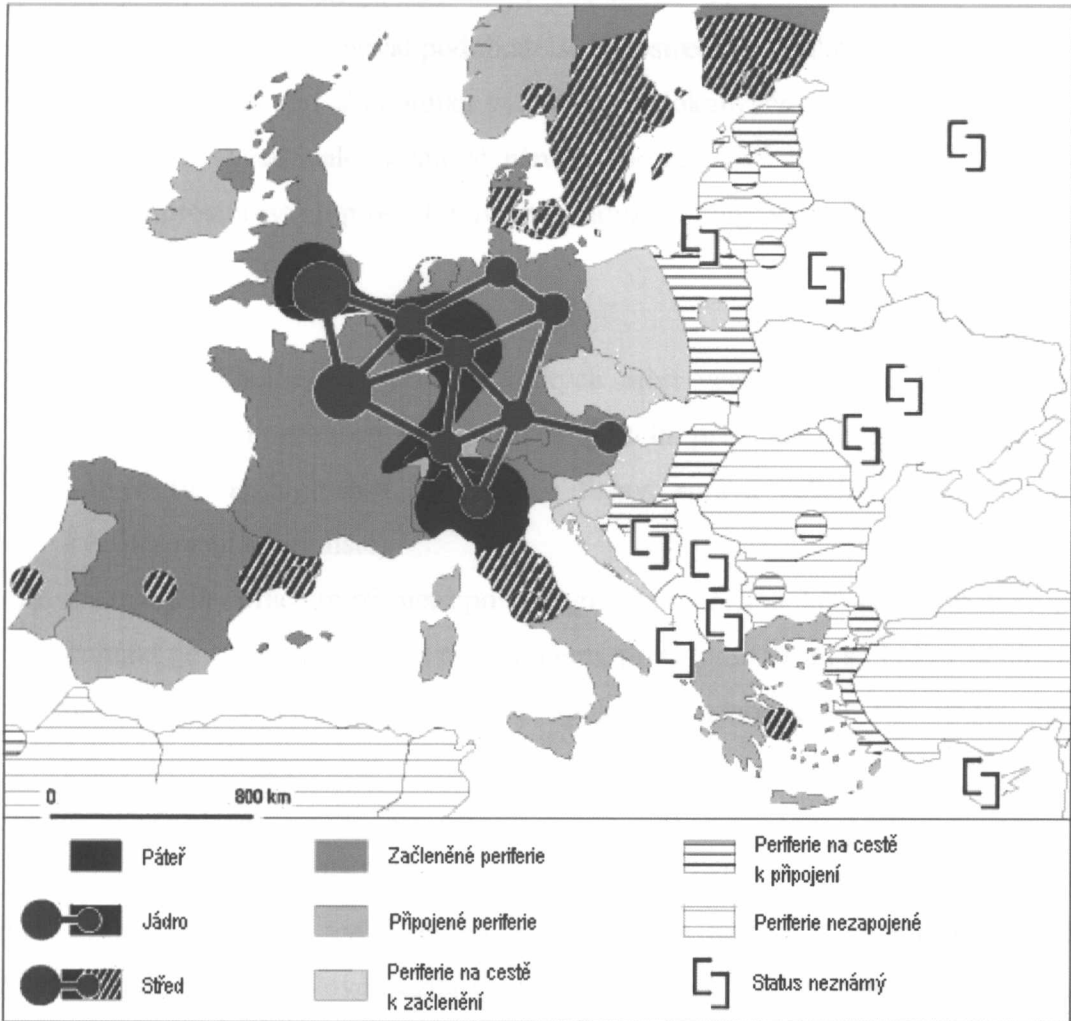 0 800 km
Páteř
Začleněné periferie
Periferie na cestě
k připojení
Jádro
Připojené periferie
Periferie nezapojené
Střed
Periferie na cestě
k začlenění
Status neznámý